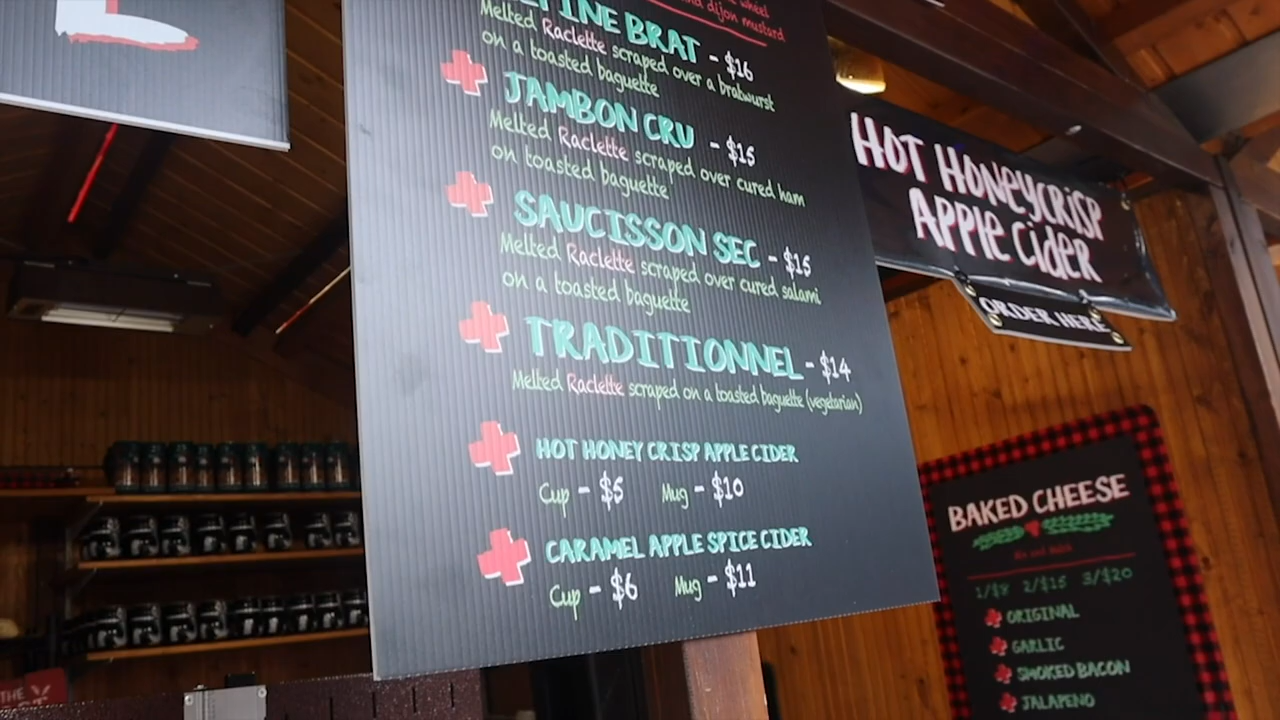 wheel
dijon mustard
BRAT - $16
Melted Raclette scraped over a bratwurst
on a toasted baguette
JAMBON CRU - $15
Melted Raclette scraped over cured ham
on toasted baguette
SAUCISSON SEC - $15
Melted Raclette scraped over cured salami
on a toasted baguette
TRADITIONNEL - $14
Melted Raclette scraped on a toasted baguette (vegetarian)
HOT HONEY CRISP APPLE CIDER
Cup - $5 Mug - $10
CARAMEL APPLE SPICE CIDER
Cup - $6 Mug - $11
HOT HONEYCRISP
APPLE CIDER
ORDER HERE
BAKED CHEESE
Mix and Match
1/$8 2/$15 3/$20
ORIGINAL
GARLIC
SMOKED BACON
JALAPENO
THE